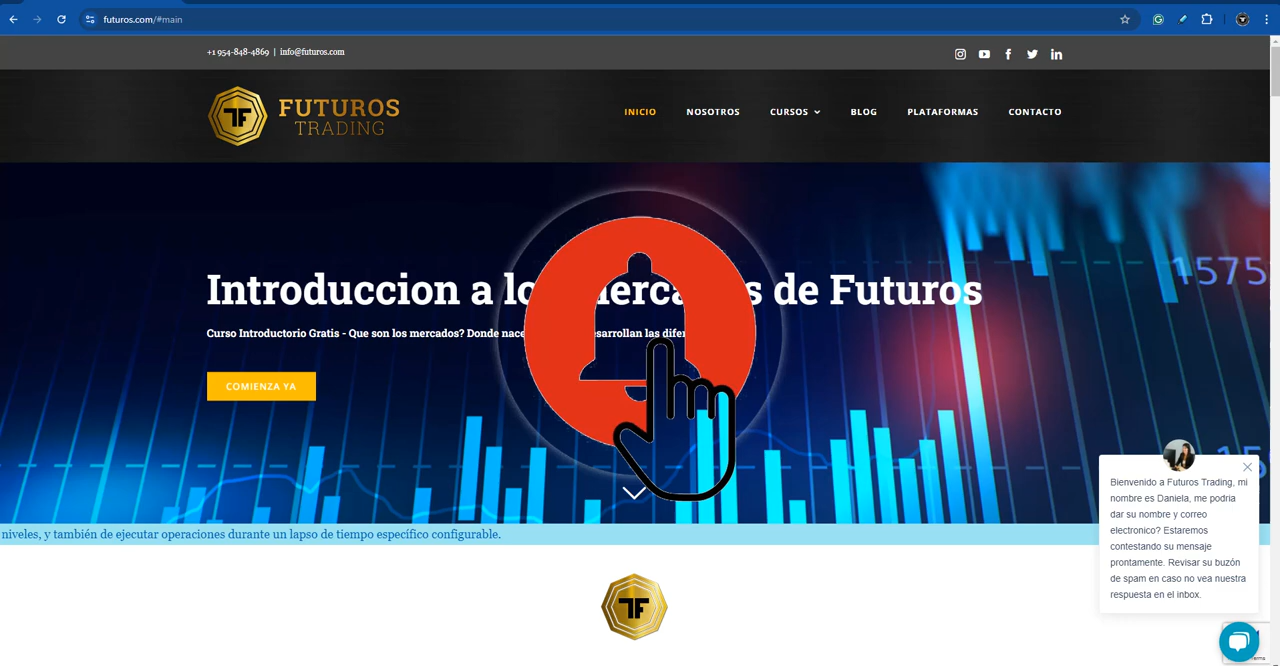 futuros.com/#main
+1 954-848-4869 | info@futuros.com
FUTUROS
TRADING
INICIO
NOSOTROS
CURSOS
BLOG
PLATAFORMAS
CONTACTO
1575
Introduccion a lo mercados de Futuros
Curso Introductorio Gratis - Que son los mercados? Donde nace sarrollan las difer
COMIENZA YA
niveles, y también de ejecutar operaciones durante un lapso de tiempo específico configurable.
TF
Bienvenido a Futuros Trading, mi
nombre es Daniela, me podria
dar su nombre y correo
electronico? Estaremos
contestando su mensaje
prontamente. Revisar su buzón
de spam en caso no vea nuestra
respuesta en el inbox.